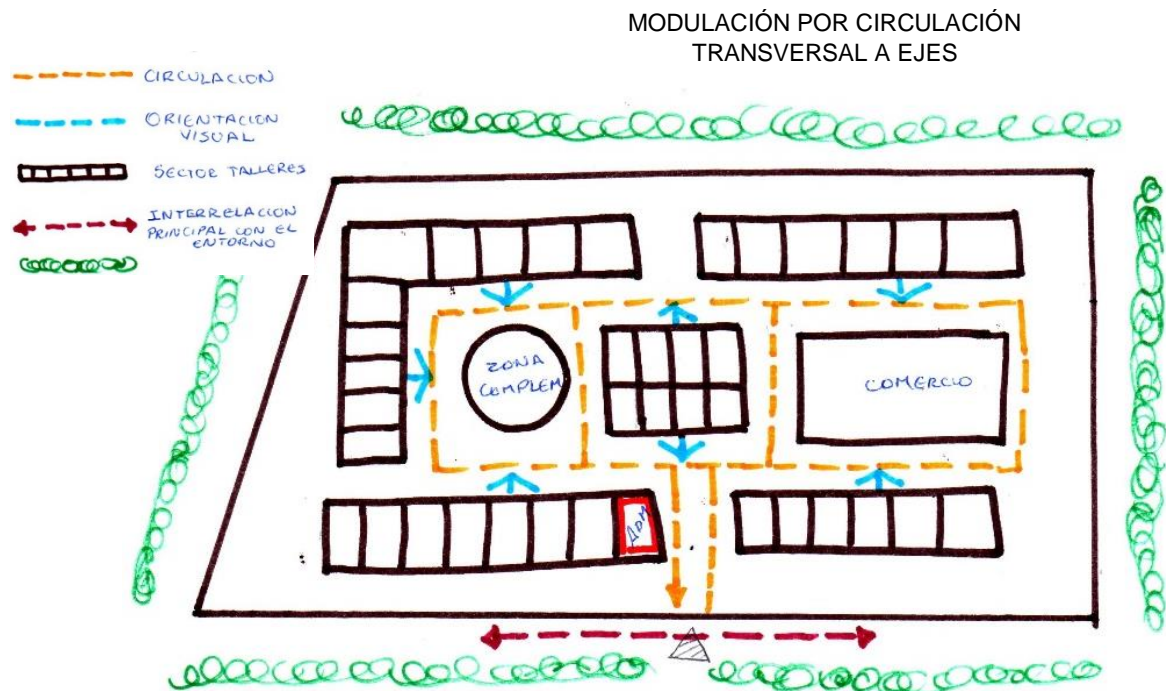 MODULACIÓN POR CIRCULACIÓN
TRANSVERSAL A EJES
CIRCULACION
ORIENTACION
VISUAL
SECTOR TALLERES
INTERRELACION
PRINCIPAL CON EL
ENTORNO
ZONA
COMPLEM
COMERCIO
ADM